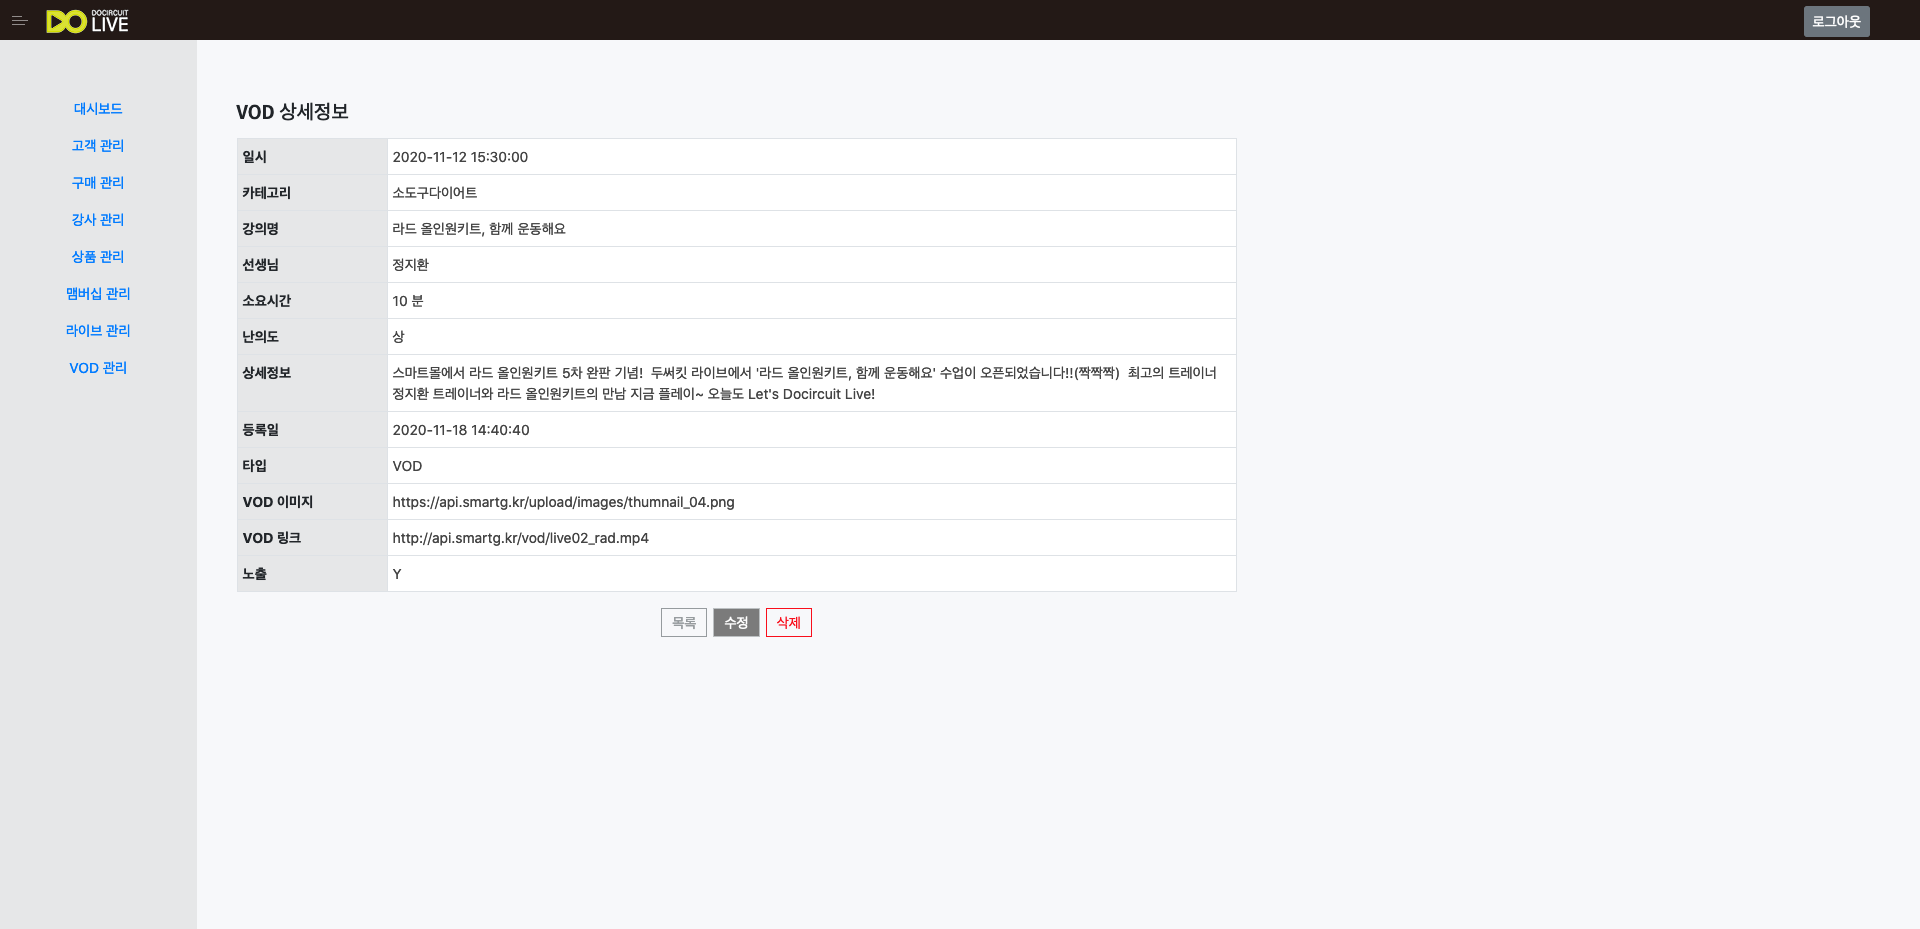 DO DOCIRCUIT LIVE
로그아웃
대시보드
고객 관리
구매 관리
강사 관리
상품 관리
맴버십 관리
라이브 관리
VOD 관리
VOD 상세정보
일시 2020-11-12 15:30:00
카테고리 소도구다이어트
강의명 라드 올인원키트, 함께 운동해요
선생님 정지환
소요시간 10 분
난의도 상
상세정보 스마트몰에서 라드 올인원키트 5차 완판 기념! 두써킷 라이브에서 '라드 올인원키트, 함께 운동해요' 수업이 오픈되었습니다!!(짝짝짝) 최고의 트레이너
정지환 트레이너와 라드 올인원키트의 만남 지금 플레이~ 오늘도 Let's Docircuit Live!
등록일 2020-11-18 14:40:40
타입 VOD
VOD 이미지 https://api.smartg.kr/upload/images/thumnail_04.png
VOD 링크 http://api.smartg.kr/vod/live02_rad.mp4
노출 Y
목록 수정 삭제